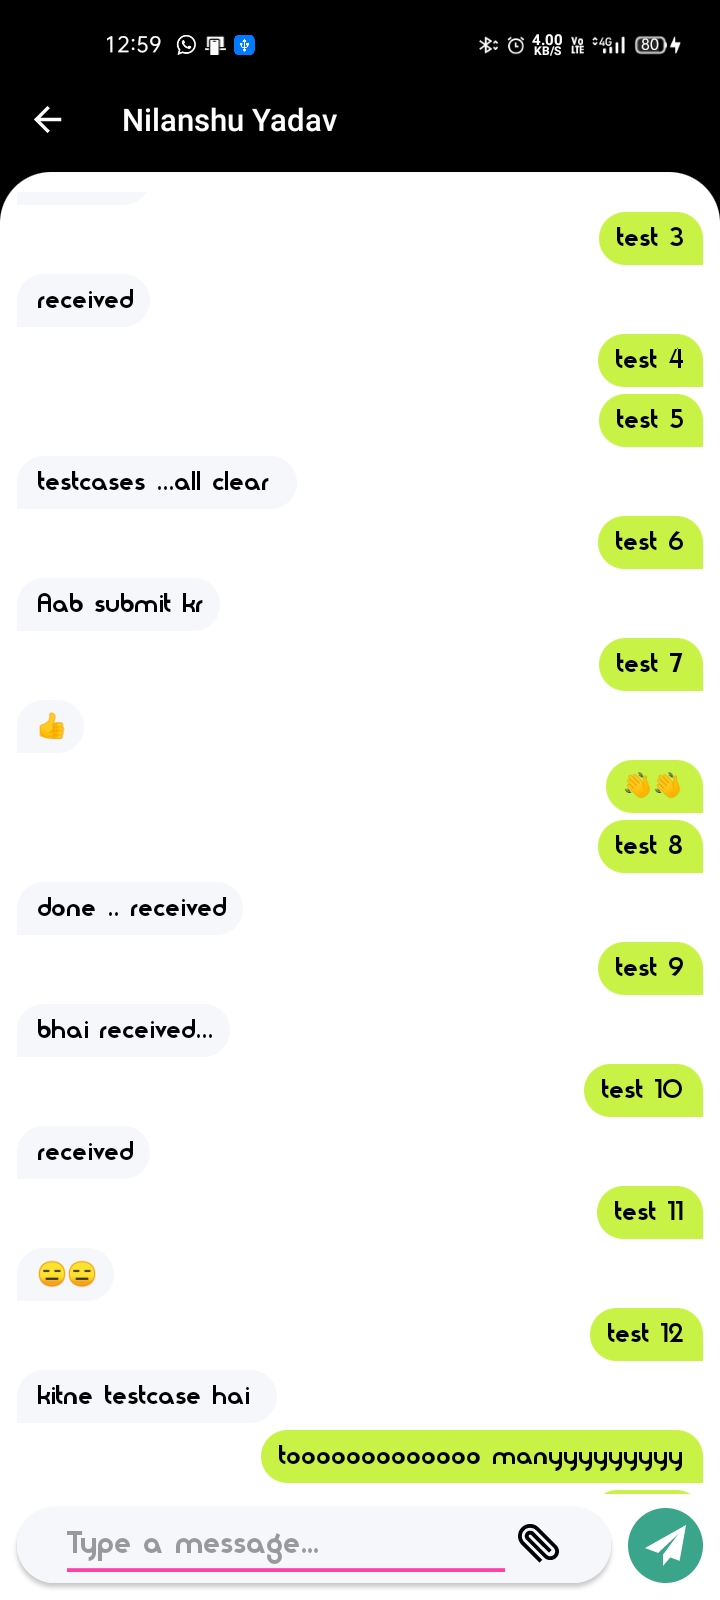 12:59 4.00 KB/S Vo LTE 4G 80
Nilanshu Yadav
test 3
received
test 4
test 5
testcases ...all clear
test 6
Aab submit kr
test 7
👍
👏👏
test 8
done .. received
test 9
bhai received...
test 10
received
test 11
😑😑
test 12
kitne testcase hai
tooooooooooooo manyyyyyyyyy
Type a message...